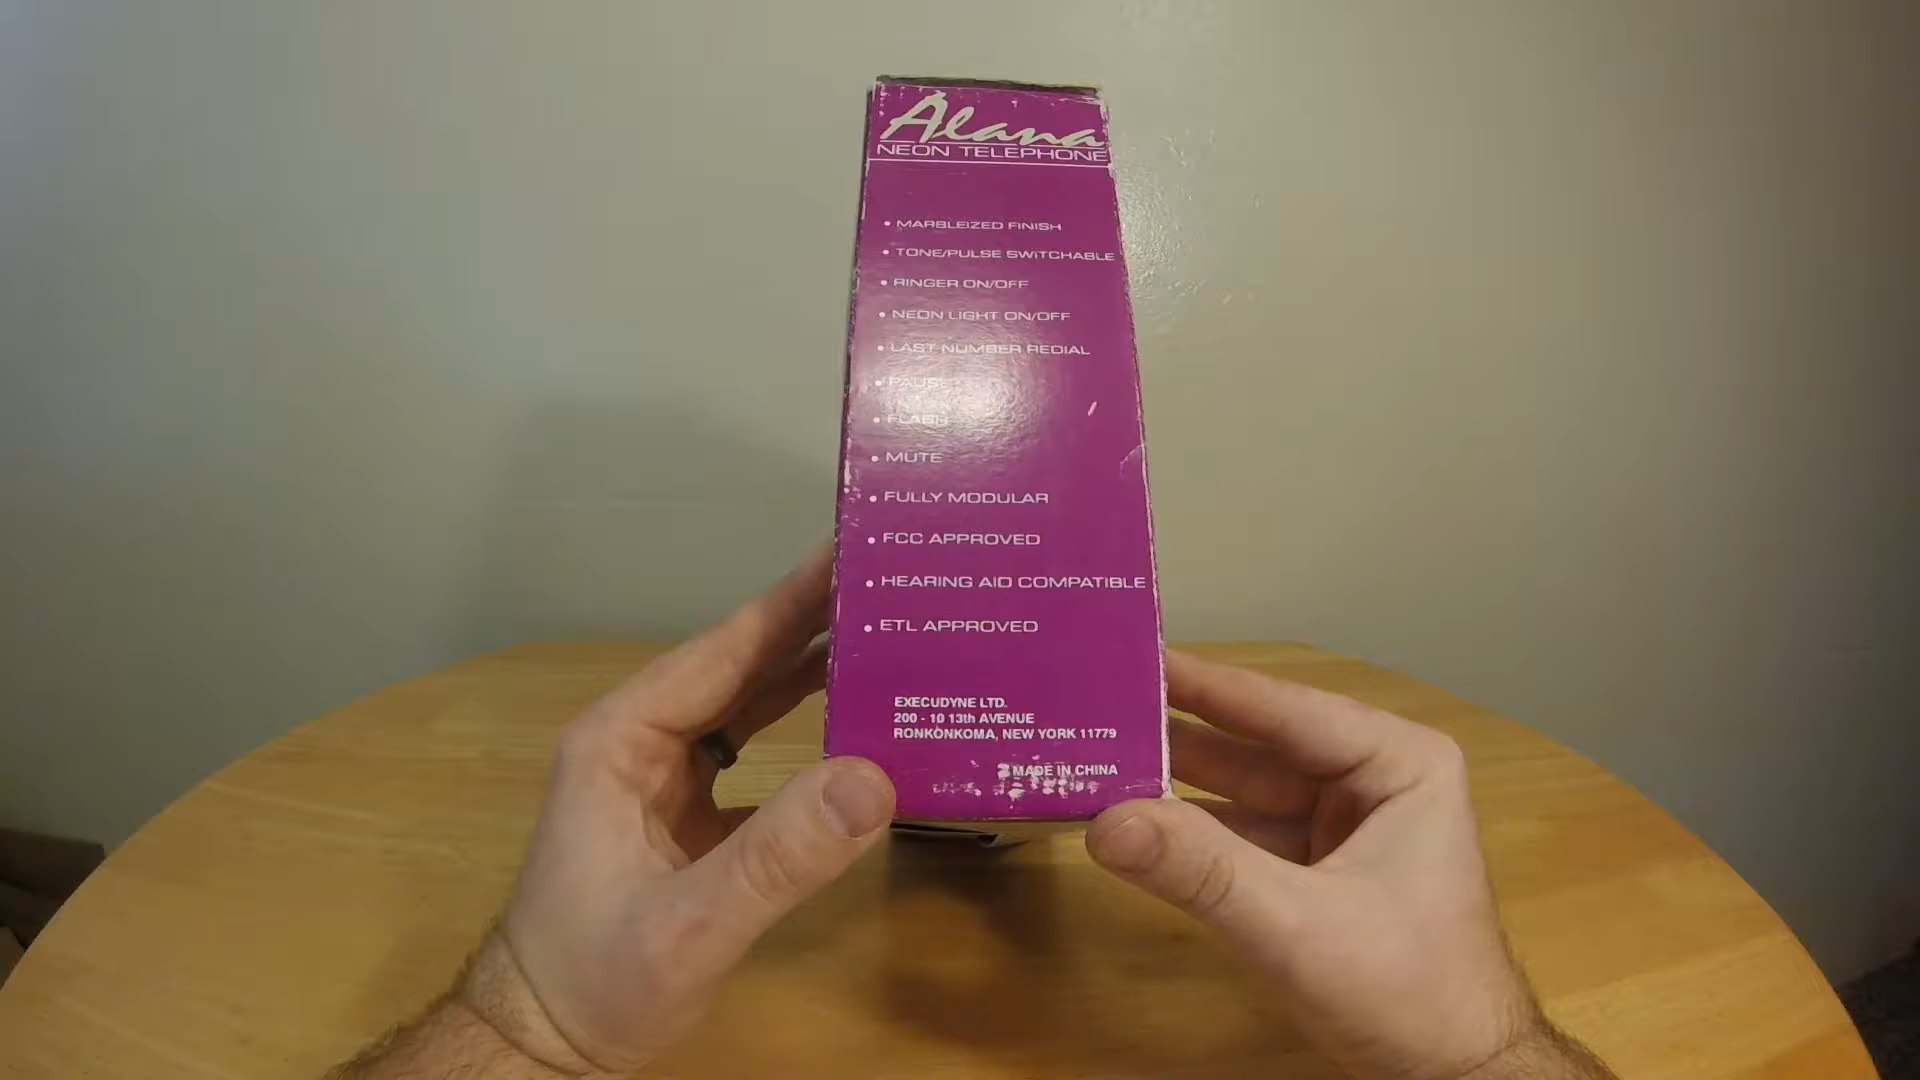 Alana
NEON TELEPHONE
• MARBLEIZED FINISH
• TONE/PULSE SWITCHABLE
• RINGER ON/OFF
• NEON LIGHT ON/OFF
• LAST NUMBER REDIAL
• PAUSE
• FLASH
• MUTE
• FULLY MODULAR
• FCC APPROVED
• HEARING AID COMPATIBLE
• ETL APPROVED
EXECUDYNE LTD.
200 - 10 13th AVENUE
RONKONKOMA, NEW YORK 11779
MADE IN CHINA